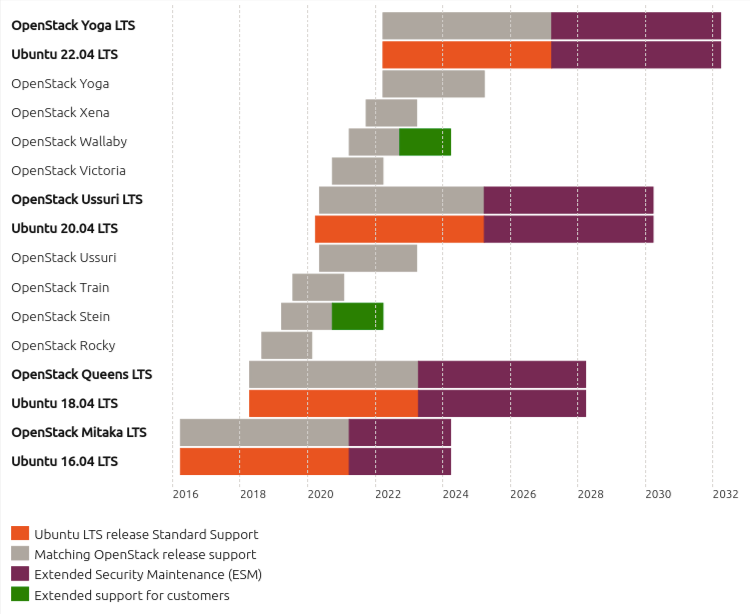 OpenStack Yoga LTS
Ubuntu 22.04 LTS
OpenStack Yoga
OpenStack Xena
OpenStack Wallaby
OpenStack Victoria
OpenStack Ussuri LTS
Ubuntu 20.04 LTS
OpenStack Ussuri
OpenStack Train
OpenStack Stein
OpenStack Rocky
OpenStack Queens LTS
Ubuntu 18.04 LTS
OpenStack Mitaka LTS
Ubuntu 16.04 LTS
2016 2018 2020 2022 2024 2026 2028 2030 2032
Ubuntu LTS release Standard Support
Matching OpenStack release support
Extended Security Maintenance (ESM)
Extended support for customers